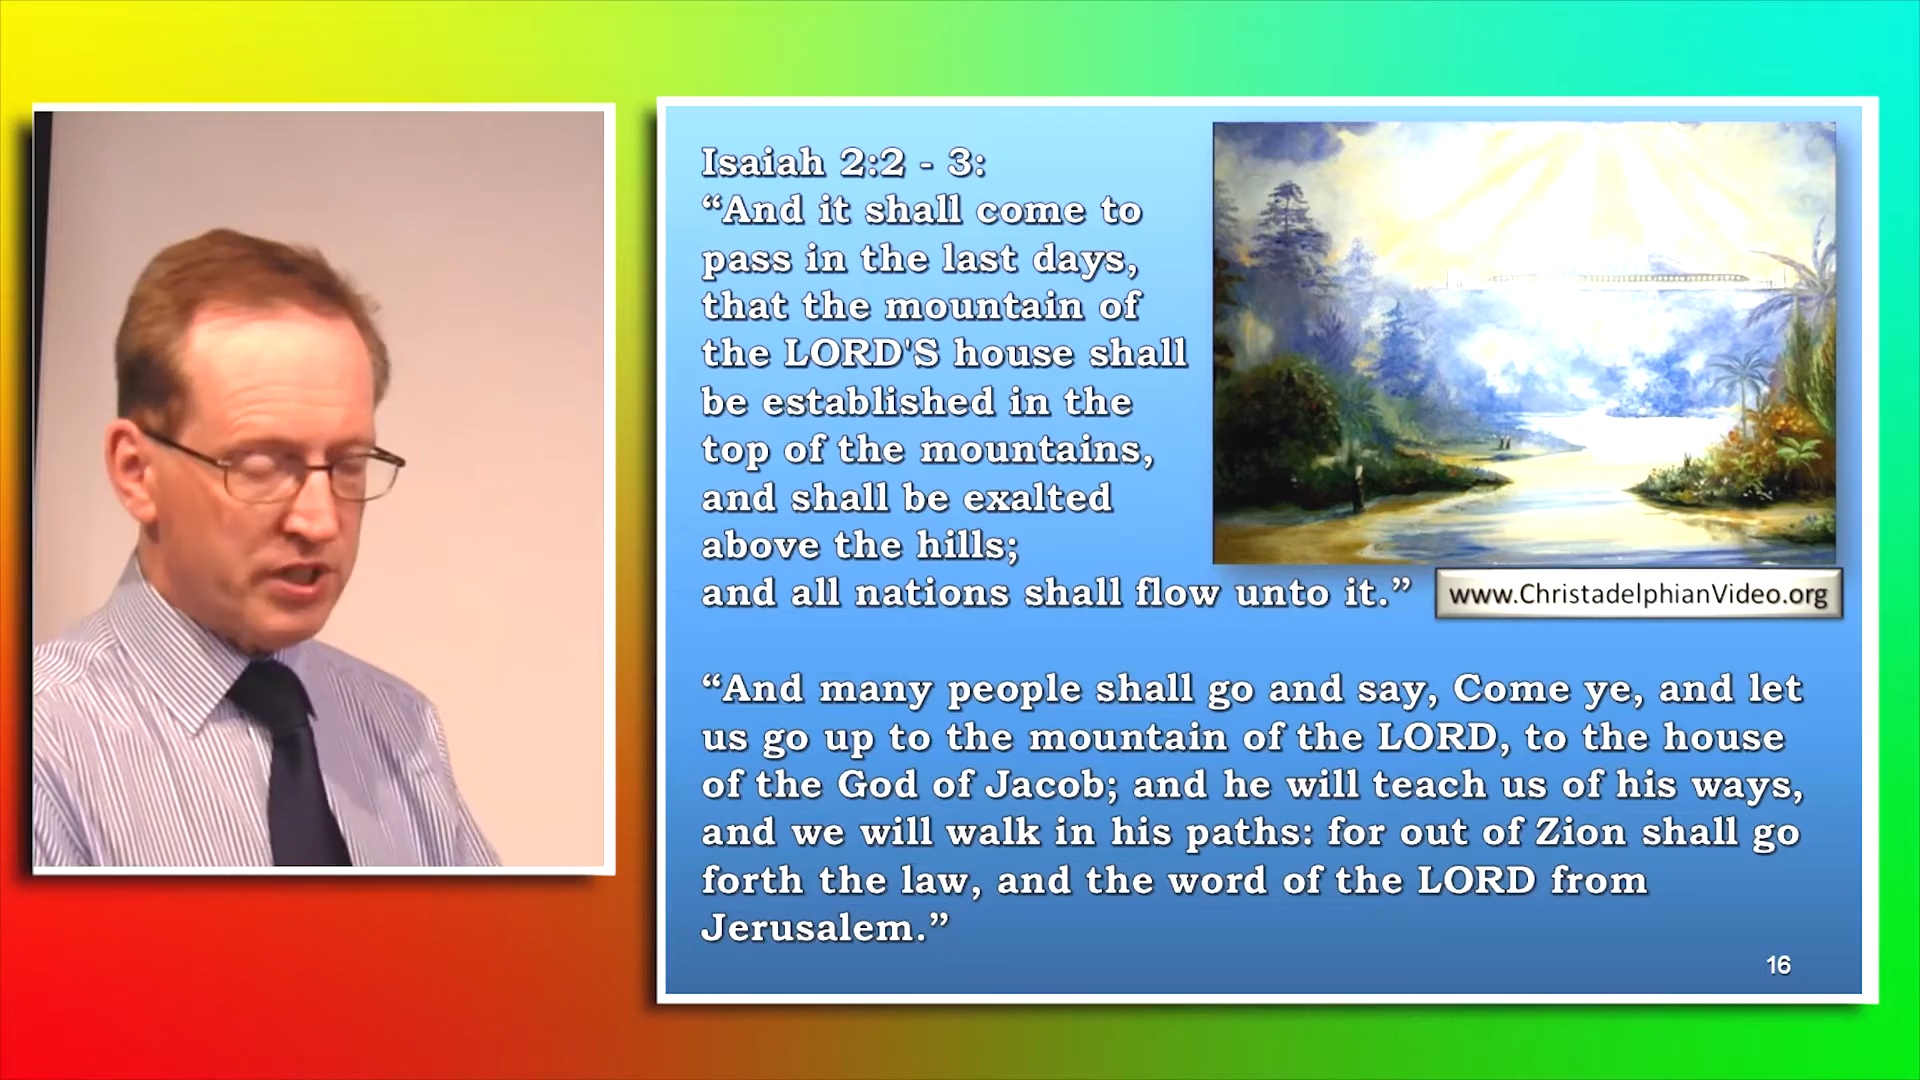 Isaiah 2:2 - 3:
“And it shall come to
pass in the last days,
that the mountain of
the LORD'S house shall
be established in the
top of the mountains,
and shall be exalted
above the hills;
and all nations shall flow unto it.”
www.ChristadelphianVideo.org
“And many people shall go and say, Come ye, and let
us go up to the mountain of the LORD, to the house
of the God of Jacob; and he will teach us of his ways,
and we will walk in his paths: for out of Zion shall go
forth the law, and the word of the LORD from
Jerusalem.”
16